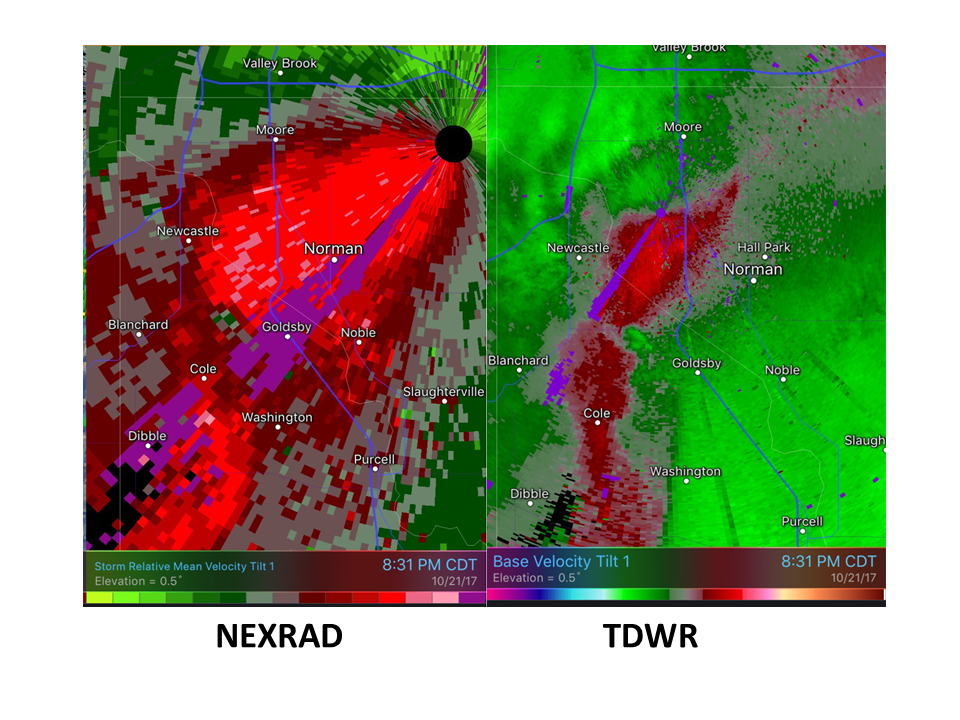 Valley Brook
Moore
Newcastle
Norman
Blanchard
Goldsby
Noble
Cole
Slaughterville
Washington
Dibble
Purcell
Storm Relative Mean Velocity Tilt 1
8:31 PM CDT
Elevation = 0.5°
10/21/17
Valley Brook
Moore
Newcastle
Hall Park
Norman
Blanchard
Goldsby
Noble
Cole
Slaugh
Washington
Dibble
Purcell
Base Velocity Tilt 1
8:31 PM CDT
Elevation = 0.5°
10/21/17
NEXRAD
TDWR